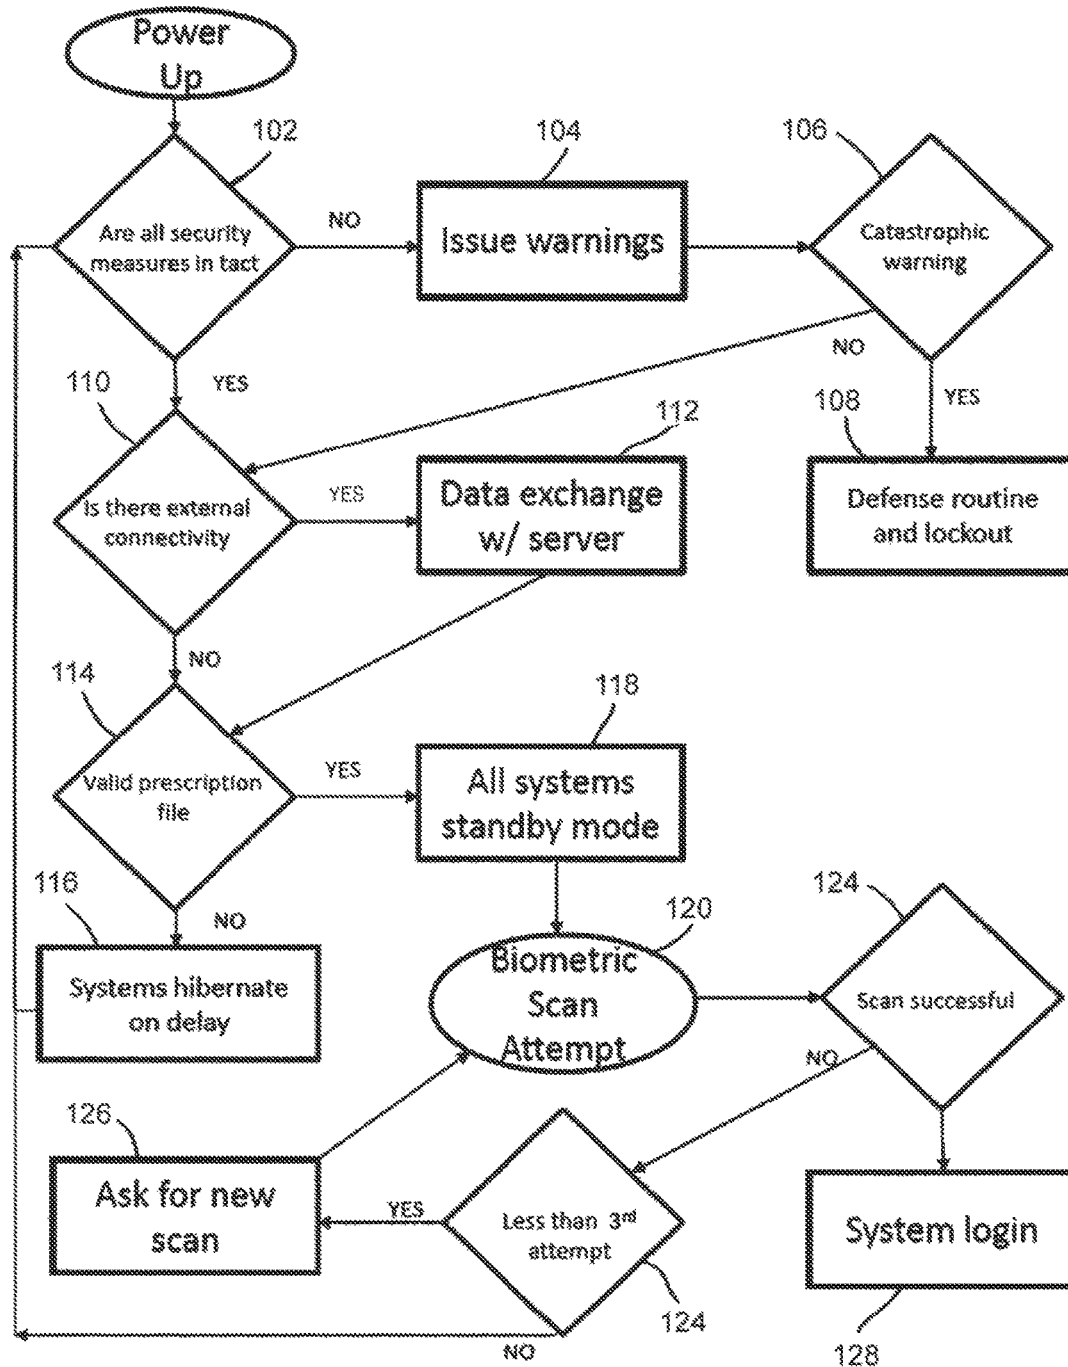 Power
Up
102
104
106
Are all security
measures in tact
NO
Issue warnings
Catastrophic
warning
NO
YES
YES
110
112
108
Is there external
connectivity
YES
Data exchange
w/ server
Defense routine
and lockout
NO
114
118
Valid prescription
file
YES
All systems
standby mode
116
NO
120
124
Systems hibernate
on delay
Biometric
Scan
Attempt
Scan successful
NO
126
Ask for new
scan
YES
Less than 3rd
attempt
System login
124
128
NO